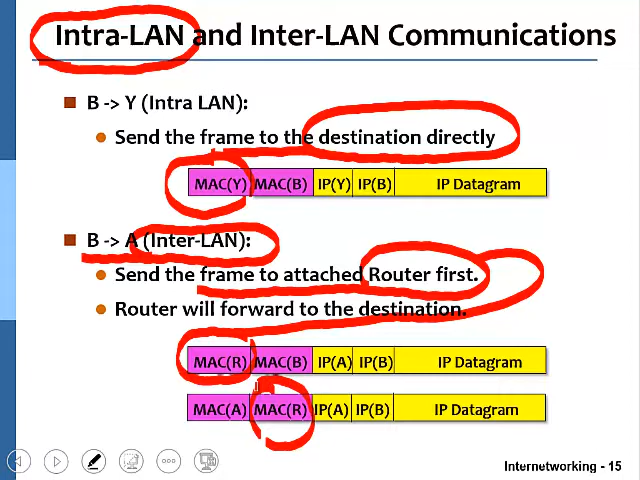 Intra-LAN and Inter-LAN Communications
B -> Y (Intra LAN):
Send the frame to the destination directly
MAC(Y) MAC(B) IP(Y) IP(B) IP Datagram
B -> A (Inter-LAN):
Send the frame to attached Router first.
Router will forward to the destination.
MAC(R) MAC(B) IP(A) IP(B) IP Datagram
MAC(A) MAC(R) IP(A) IP(B) IP Datagram
Internetworking - 15